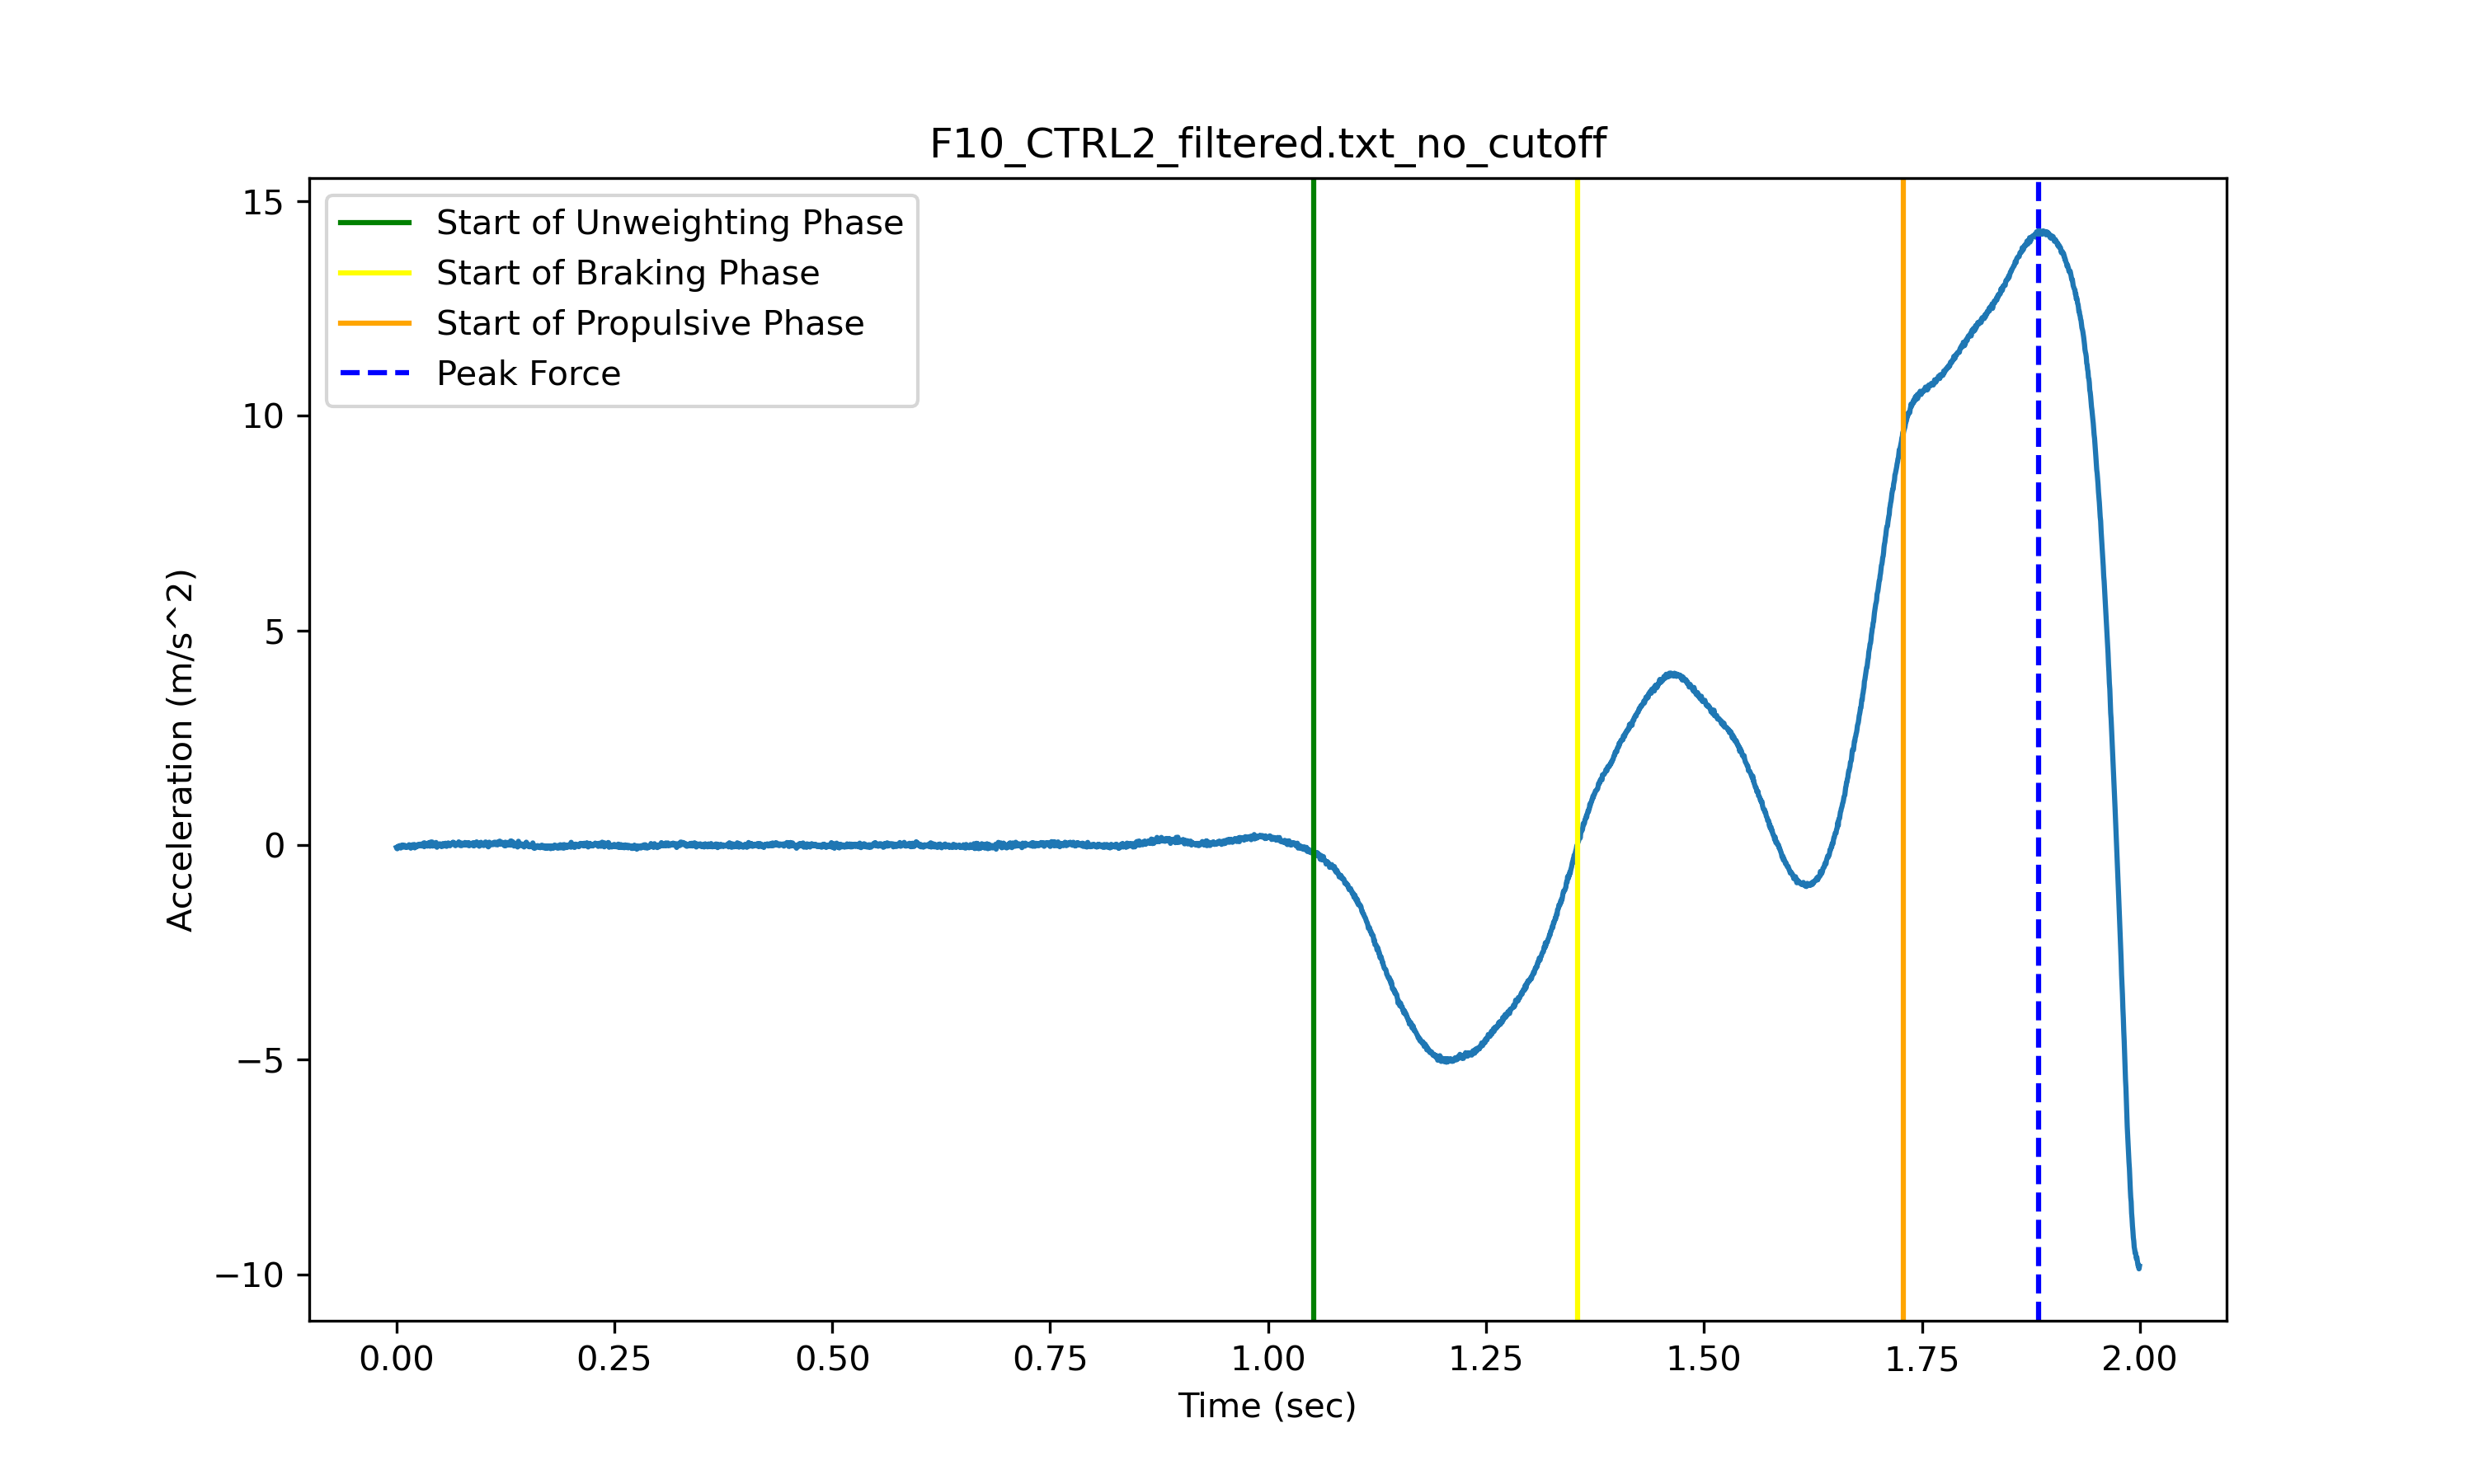 F10_CTRL2_filtered.txt_no_cutoff
Start of Unweighting Phase
Start of Braking Phase
Start of Propulsive Phase
Peak Force
Acceleration (m/s^2)
15
10
5
0
−5
−10
0.00 0.25 0.50 0.75 1.00 1.25 1.50 1.75 2.00
Time (sec)